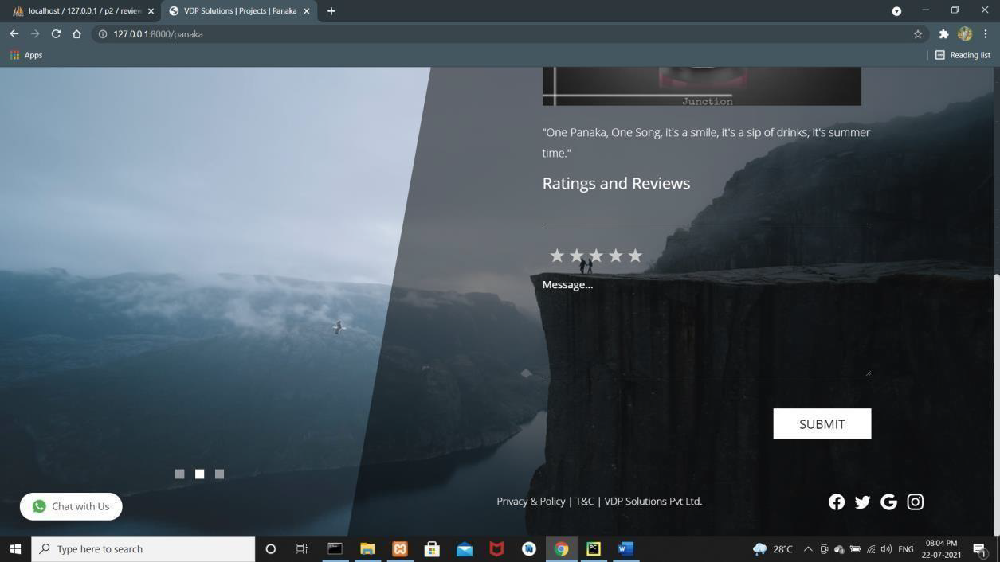 localhost / 127.0.0.1 / p2 / review
VDP Solutions | Projects | Panaka
127.0.0.1:8000/panaka
Apps
Reading list
Junction
"One Panaka, One Song, it's a smile, it's a sip of drinks, it's summer
time."
Ratings and Reviews
Message...
SUBMIT
Chat with Us
Privacy & Policy | T&C | VDP Solutions Pvt Ltd.
Type here to search
28°C
ENG
08:04 PM
22-07-2021